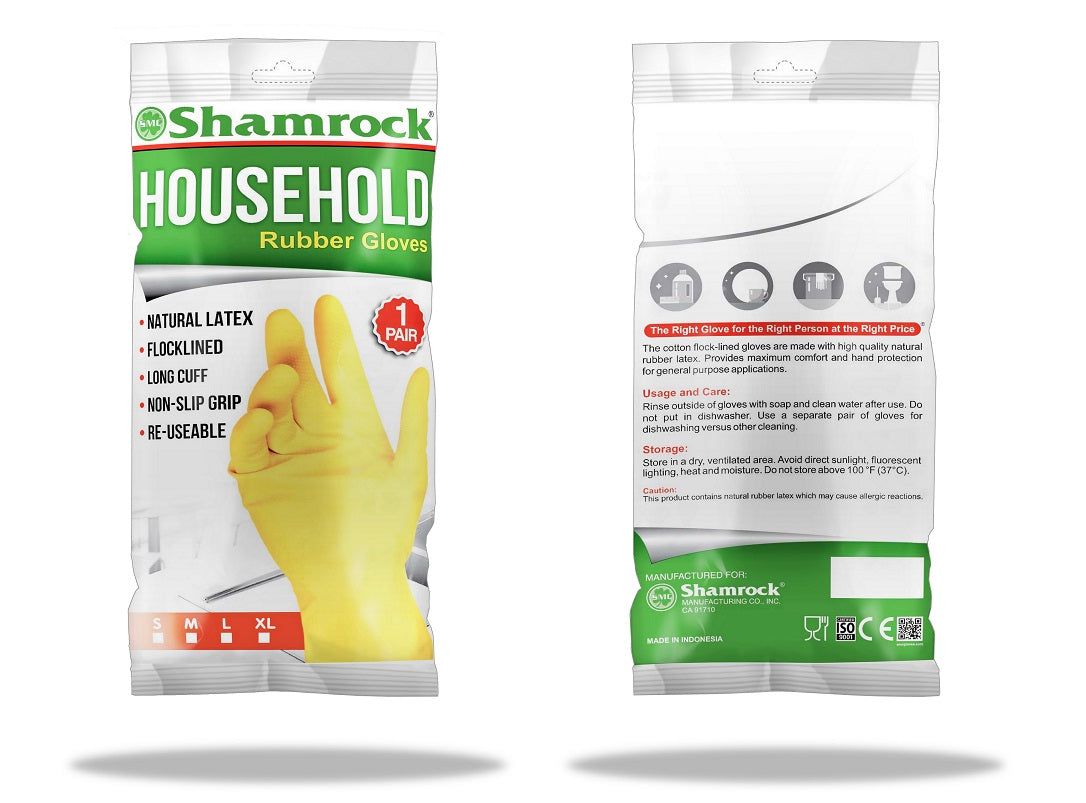 SMC Shamrock®
HOUSEHOLD
Rubber Gloves
• NATURAL LATEX
• FLOCKLINED
• LONG CUFF
• NON-SLIP GRIP
• RE-USEABLE
1
PAIR
S M L XL
The Right Glove for the Right Person at the Right Price®
The cotton flock-lined gloves are made with high quality natural
rubber latex. Provides maximum comfort and hand protection
for general purpose applications.
Usage and Care:
Rinse outside of gloves with soap and clean water after use. Do
not put in dishwasher. Use a separate pair of gloves for
dishwashing versus other cleaning.
Storage:
Store in a dry, ventilated area. Avoid direct sunlight, fluorescent
lighting, heat and moisture. Do not store above 100 °F (37°C).
Caution:
This product contains natural rubber latex which may cause allergic reactions.
MANUFACTURED FOR:
SMC Shamrock®
MANUFACTURING CO., INC.
CA 91710
MADE IN INDONESIA
CERTIFIED
ISO
9001
CE
smcgloves.com